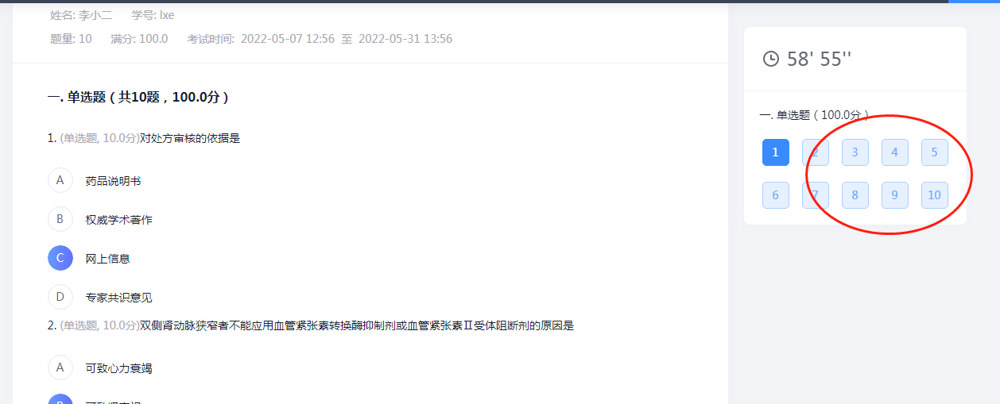 姓名: 李小二 学号: lxe
题量: 10 满分: 100.0 考试时间: 2022-05-07 12:56 至 2022-05-31 13:56
一. 单选题（共10题，100.0分）
1. (单选题, 10.0分)对处方审核的依据是
A 药品说明书
B 权威学术著作
C 网上信息
D 专家共识意见
2. (单选题, 10.0分)双侧肾动脉狭窄者不能应用血管紧张素转换酶抑制剂或血管紧张素Ⅱ受体阻断剂的原因是
A 可致心力衰竭
58' 55''
一. 单选题（100.0分）
1 2 3 4 5
6 7 8 9 10